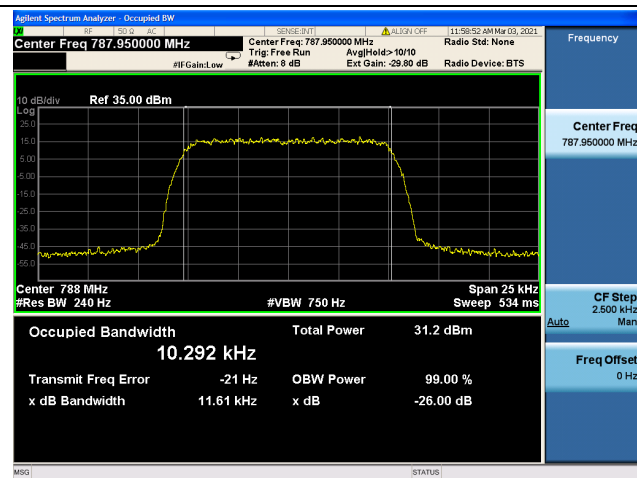 Agilent Spectrum Analyzer - Occupied BW
LXI RF 50 Ω AC SENSE:INT ALIGN OFF 11:58:52 AM Mar 03, 2021
Center Freq 787.950000 MHz Center Freq: 787.950000 MHz Radio Std: None
Trig: Free Run Avg|Hold:> 10/10
#IFGain:Low #Atten: 8 dB Ext Gain: -29.80 dB Radio Device: BTS
10 dB/div Ref 35.00 dBm
Log
25.0
15.0
5.00
-5.00
-15.0
-25.0
-35.0
-45.0
-55.0
Center 788 MHz Span 25 kHz
#Res BW 240 Hz #VBW 750 Hz Sweep 534 ms
Occupied Bandwidth Total Power 31.2 dBm
10.292 kHz
Transmit Freq Error -21 Hz OBW Power 99.00 %
x dB Bandwidth 11.61 kHz x dB -26.00 dB
MSG STATUS
Frequency
Center Freq
787.950000 MHz
CF Step
2.500 kHz
Auto Man
Freq Offset
0 Hz